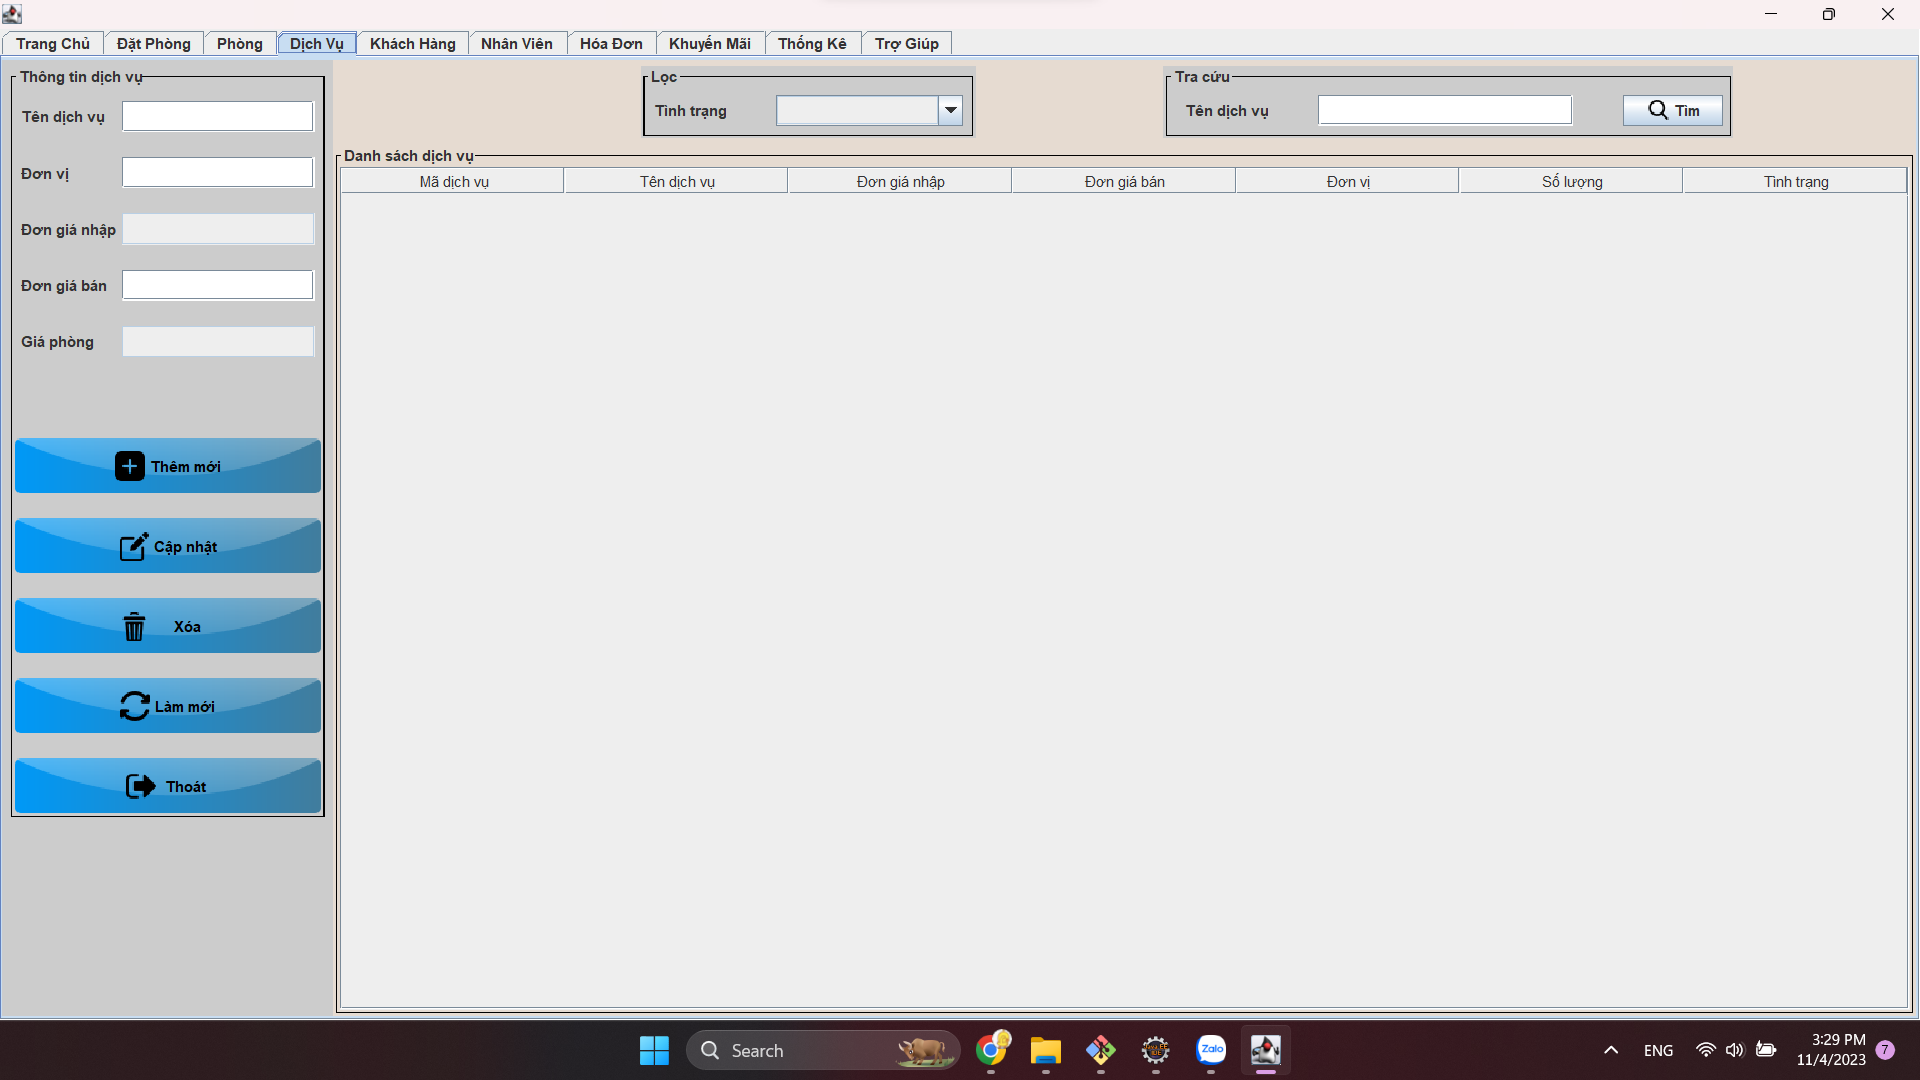 Trang Chủ Đặt Phòng Phòng Dịch Vụ Khách Hàng Nhân Viên Hóa Đơn Khuyến Mãi Thống Kê Trợ Giúp
Thông tin dịch vụ
Tên dịch vụ
Đơn vị
Đơn giá nhập
Đơn giá bán
Giá phòng
Thêm mới
Cập nhật
Xóa
Làm mới
Thoát
Lọc
Tình trạng
Tra cứu
Tên dịch vụ
Tìm
Danh sách dịch vụ
Mã dịch vụ Tên dịch vụ Đơn giá nhập Đơn giá bán Đơn vị Số lượng Tình trạng
Search
Zalo
ENG
3:29 PM
11/4/2023
7